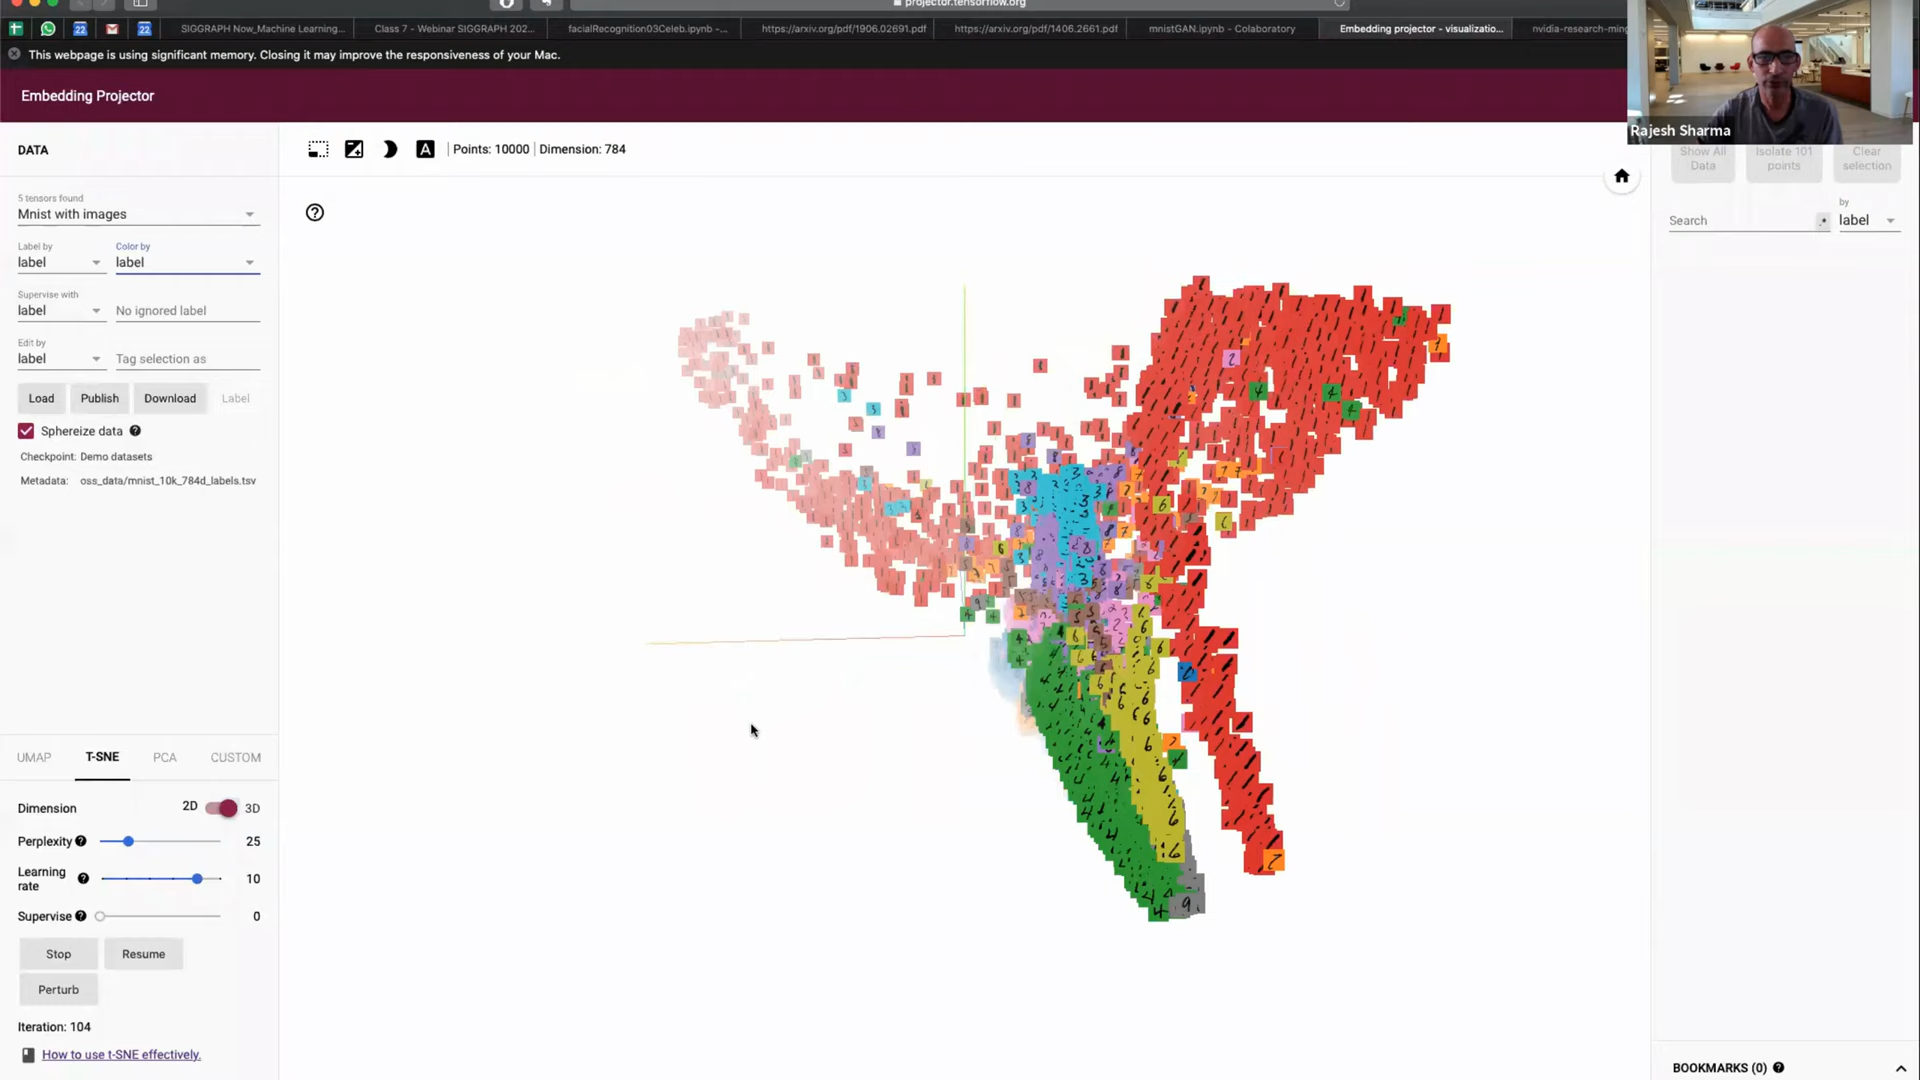 projector.tensorflow.org
22
22
SIGGRAPH Now_Machine Learning...
Class 7 - Webinar SIGGRAPH 202...
facialRecognition03Celeb.ipynb -...
https://arxiv.org/pdf/1906.02691.pdf
https://arxiv.org/pdf/1406.2661.pdf
mnistGAN.ipynb - Colaboratory
Embedding projector - visualizatio...
nvidia-research-ming
This webpage is using significant memory. Closing it may improve the responsiveness of your Mac.
Embedding Projector
Rajesh Sharma
DATA
A
Points: 10000
Dimension: 784
Show All Data
Isolate 101 points
Clear selection
5 tensors found
Mnist with images
Label by
label
Color by
label
Supervise with
label
No ignored label
Edit by
label
Tag selection as
Load
Publish
Download
Label
Sphereize data
Checkpoint: Demo datasets
Metadata: oss_data/mnist_10k_784d_labels.tsv
Search
.*
by
label
UMAP
T-SNE
PCA
CUSTOM
Dimension
2D
3D
Perplexity
25
Learning rate
10
Supervise
0
Stop
Resume
Perturb
Iteration: 104
How to use t-SNE effectively.
BOOKMARKS (0)